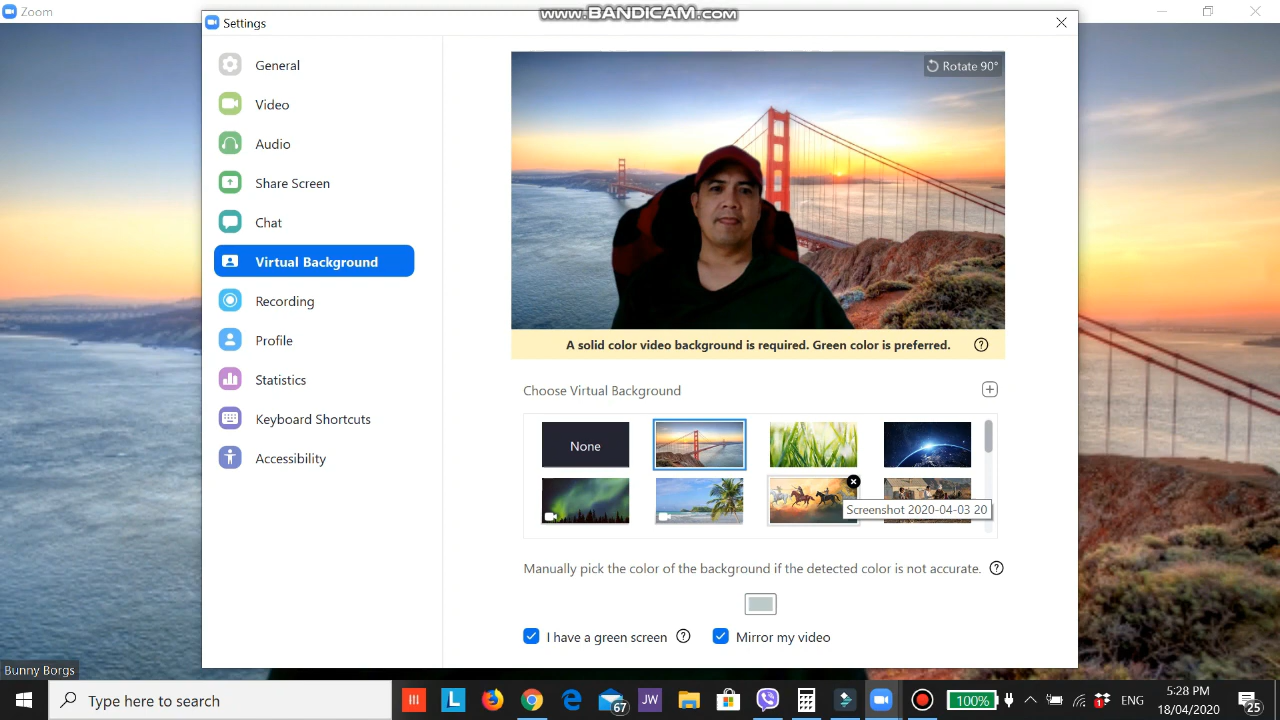 Zoom
www.BANDICAM.com
Settings
General
Video
Audio
Share Screen
Chat
Virtual Background
Recording
Profile
Statistics
Keyboard Shortcuts
Accessibility
Rotate 90°
A solid color video background is required. Green color is preferred.
Choose Virtual Background
None
Screenshot 2020-04-03 20
Manually pick the color of the background if the detected color is not accurate.
I have a green screen
Mirror my video
Bunny Borgs
Type here to search
L
67
JW
100%
1
ENG
5:28 PM
18/04/2020
25